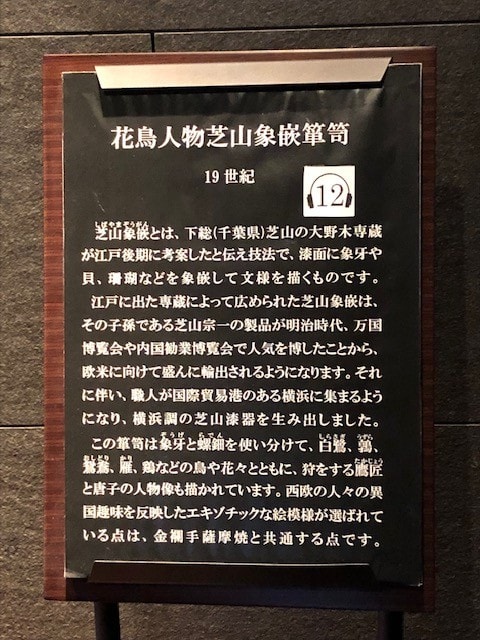 花鳥人物芝山象嵌簞笥
19世紀
12
芝山象嵌とは、下総(千葉県)芝山の大野木専蔵
が江戸後期に考案したと伝え技法で、漆面に象牙や
貝、珊瑚などを象嵌して文様を描くものです。
江戸に出た専蔵によって広められた芝山象嵌は、
その子孫である芝山宗一の製品が明治時代、万国
博覧会や内国勧業博覧会で人気を博したことから、
欧米に向けて盛んに輸出されるようになります。それ
に伴い、職人が国際貿易港のある横浜に集まるよう
になり、横浜調の芝山漆器を生み出しました。
この簞笥は象牙と螺鈿を使い分けて、白鷺、鶉、
鴛鴦、雁、鶏などの鳥や花々とともに、狩をする鷹匠
と唐子の人物像も描かれています。西欧の人々の異
国趣味を反映したエキゾチックな絵模様が選ばれて
いる点は、金襴手薩摩焼と共通する点です。